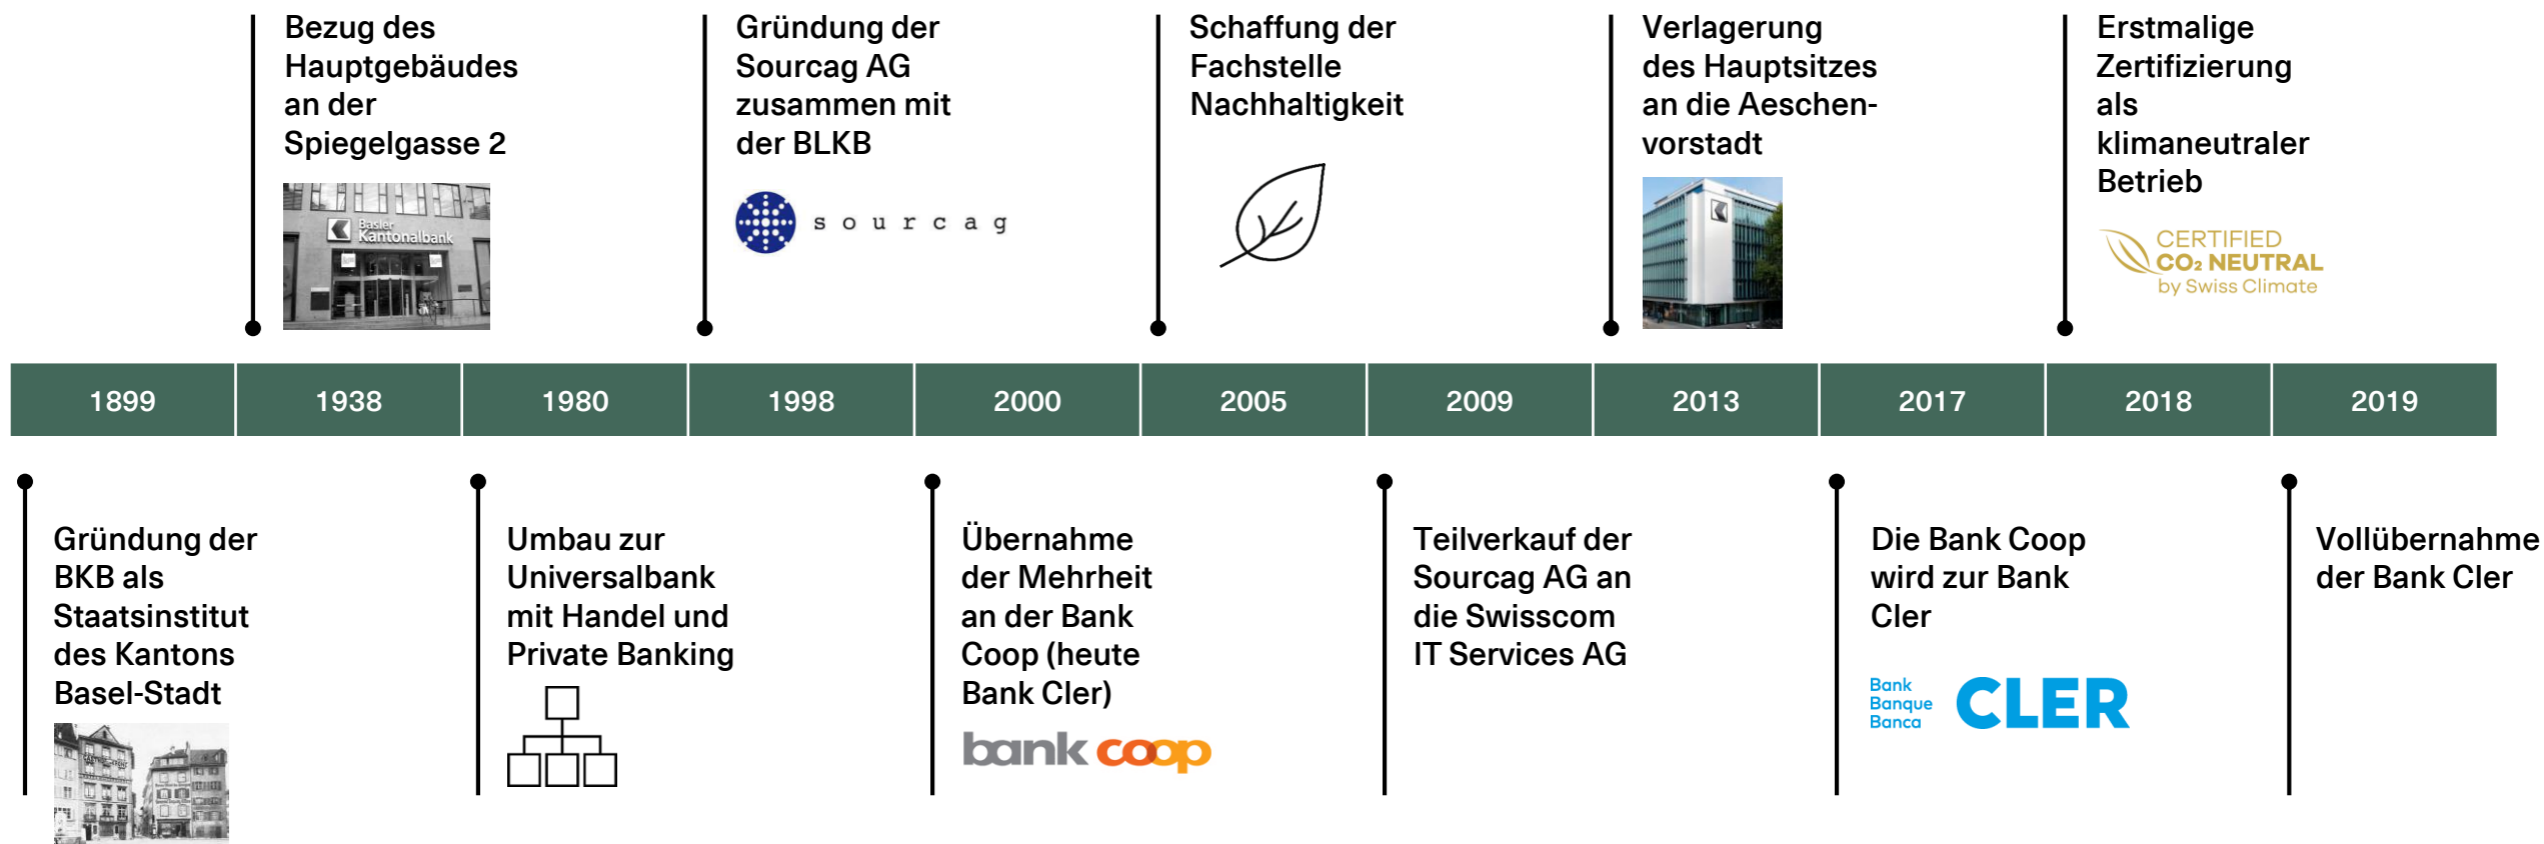 Bezug des
Hauptgebäudes
an der
Spiegelgasse 2
Basler
Kantonalbank
Gründung der
Sourcag AG
zusammen mit
der BLKB
sourcag
Schaffung der
Fachstelle
Nachhaltigkeit
Verlagerung
des Hauptsitzes
an die Aeschen-
vorstadt
Erstmalige
Zertifizierung
als
klimaneutraler
Betrieb
CERTIFIED
CO₂ NEUTRAL
by Swiss Climate
1899 1938 1980 1998 2000 2005 2009 2013 2017 2018 2019
Gründung der
BKB als
Staatsinstitut
des Kantons
Basel-Stadt
Umbau zur
Universalbank
mit Handel und
Private Banking
Übernahme
der Mehrheit
an der Bank
Coop (heute
Bank Cler)
bank coop
Teilverkauf der
Sourcag AG an
die Swisscom
IT Services AG
Die Bank Coop
wird zur Bank
Cler
Bank
Banque
Banca
CLER
Vollübernahme
der Bank Cler